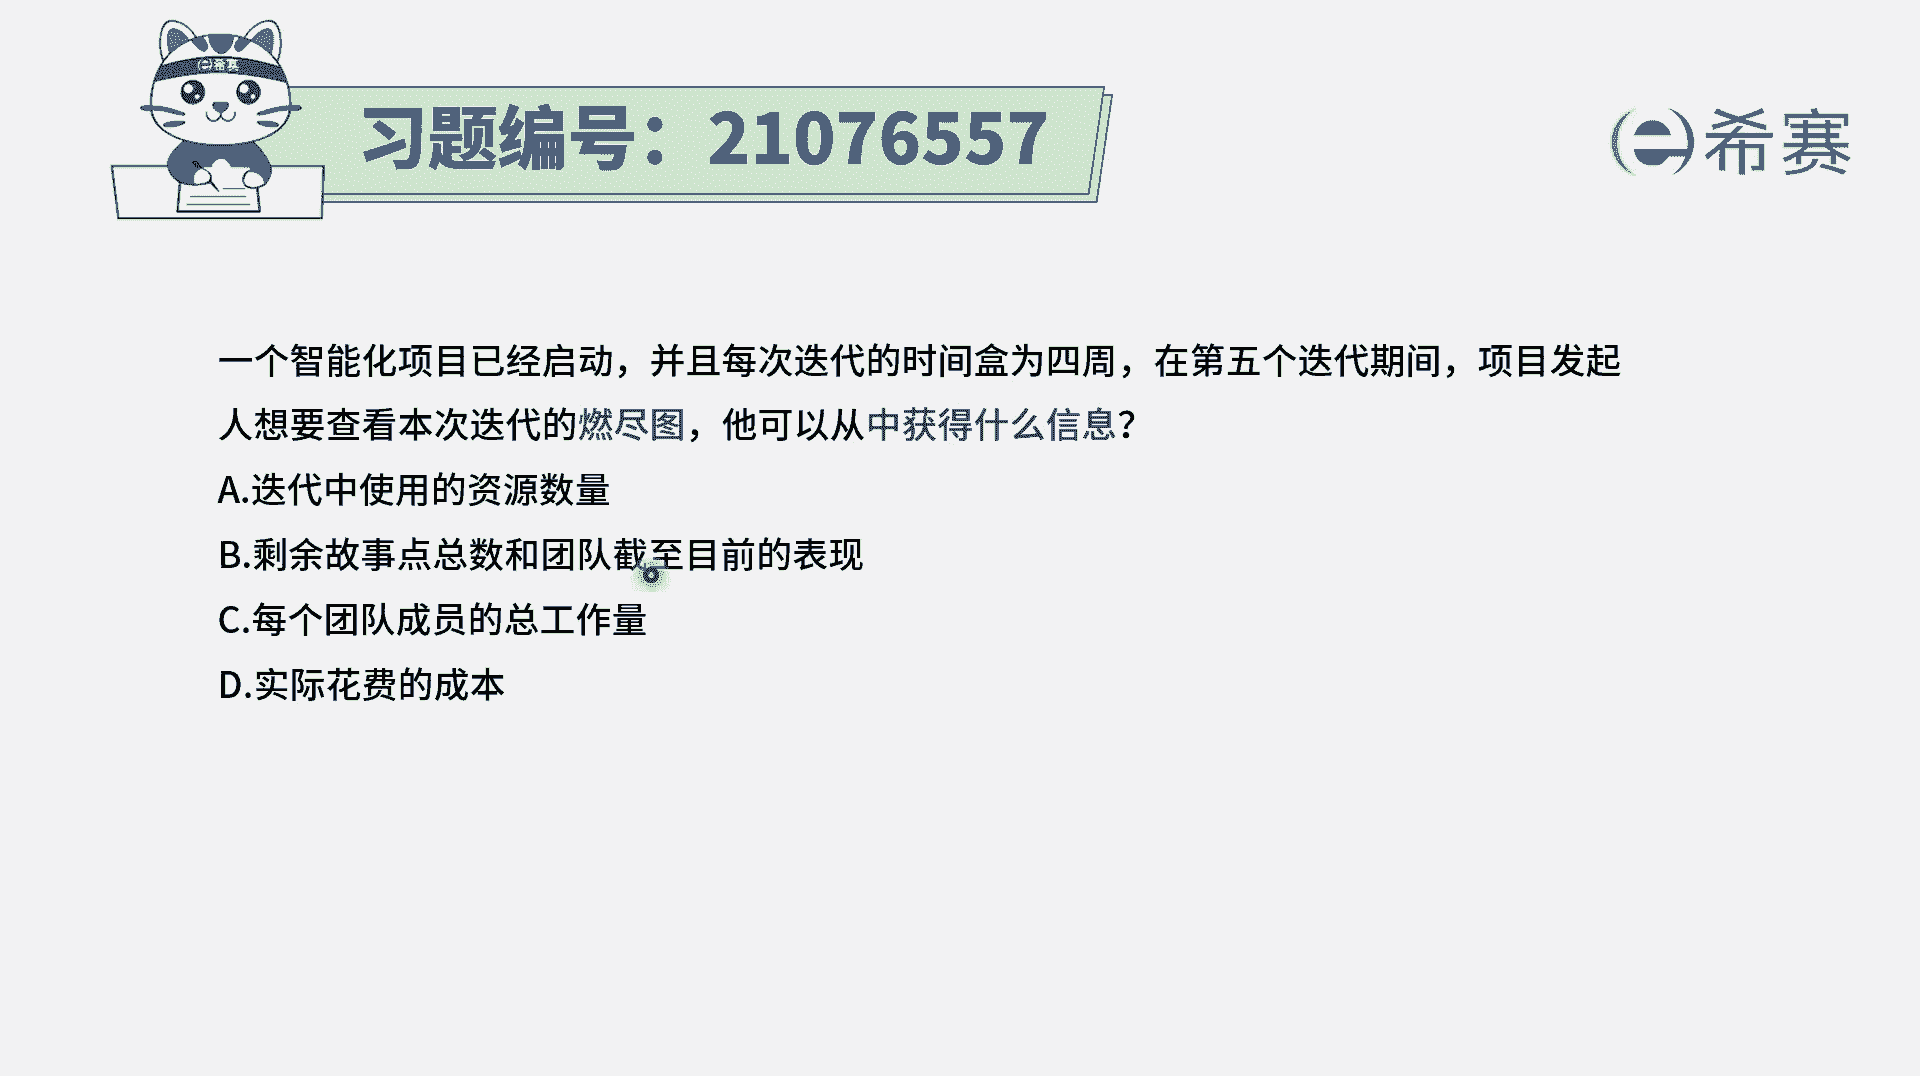 希赛
习题编号：21076557
希赛
一个智能化项目已经启动，并且每次迭代的时间盒为四周，在第五个迭代期间，项目发起
人想要查看本次迭代的燃尽图，他可以从中获得什么信息？
A.迭代中使用的资源数量
B.剩余故事点总数和团队截至目前的表现
C.每个团队成员的总工作量
D.实际花费的成本